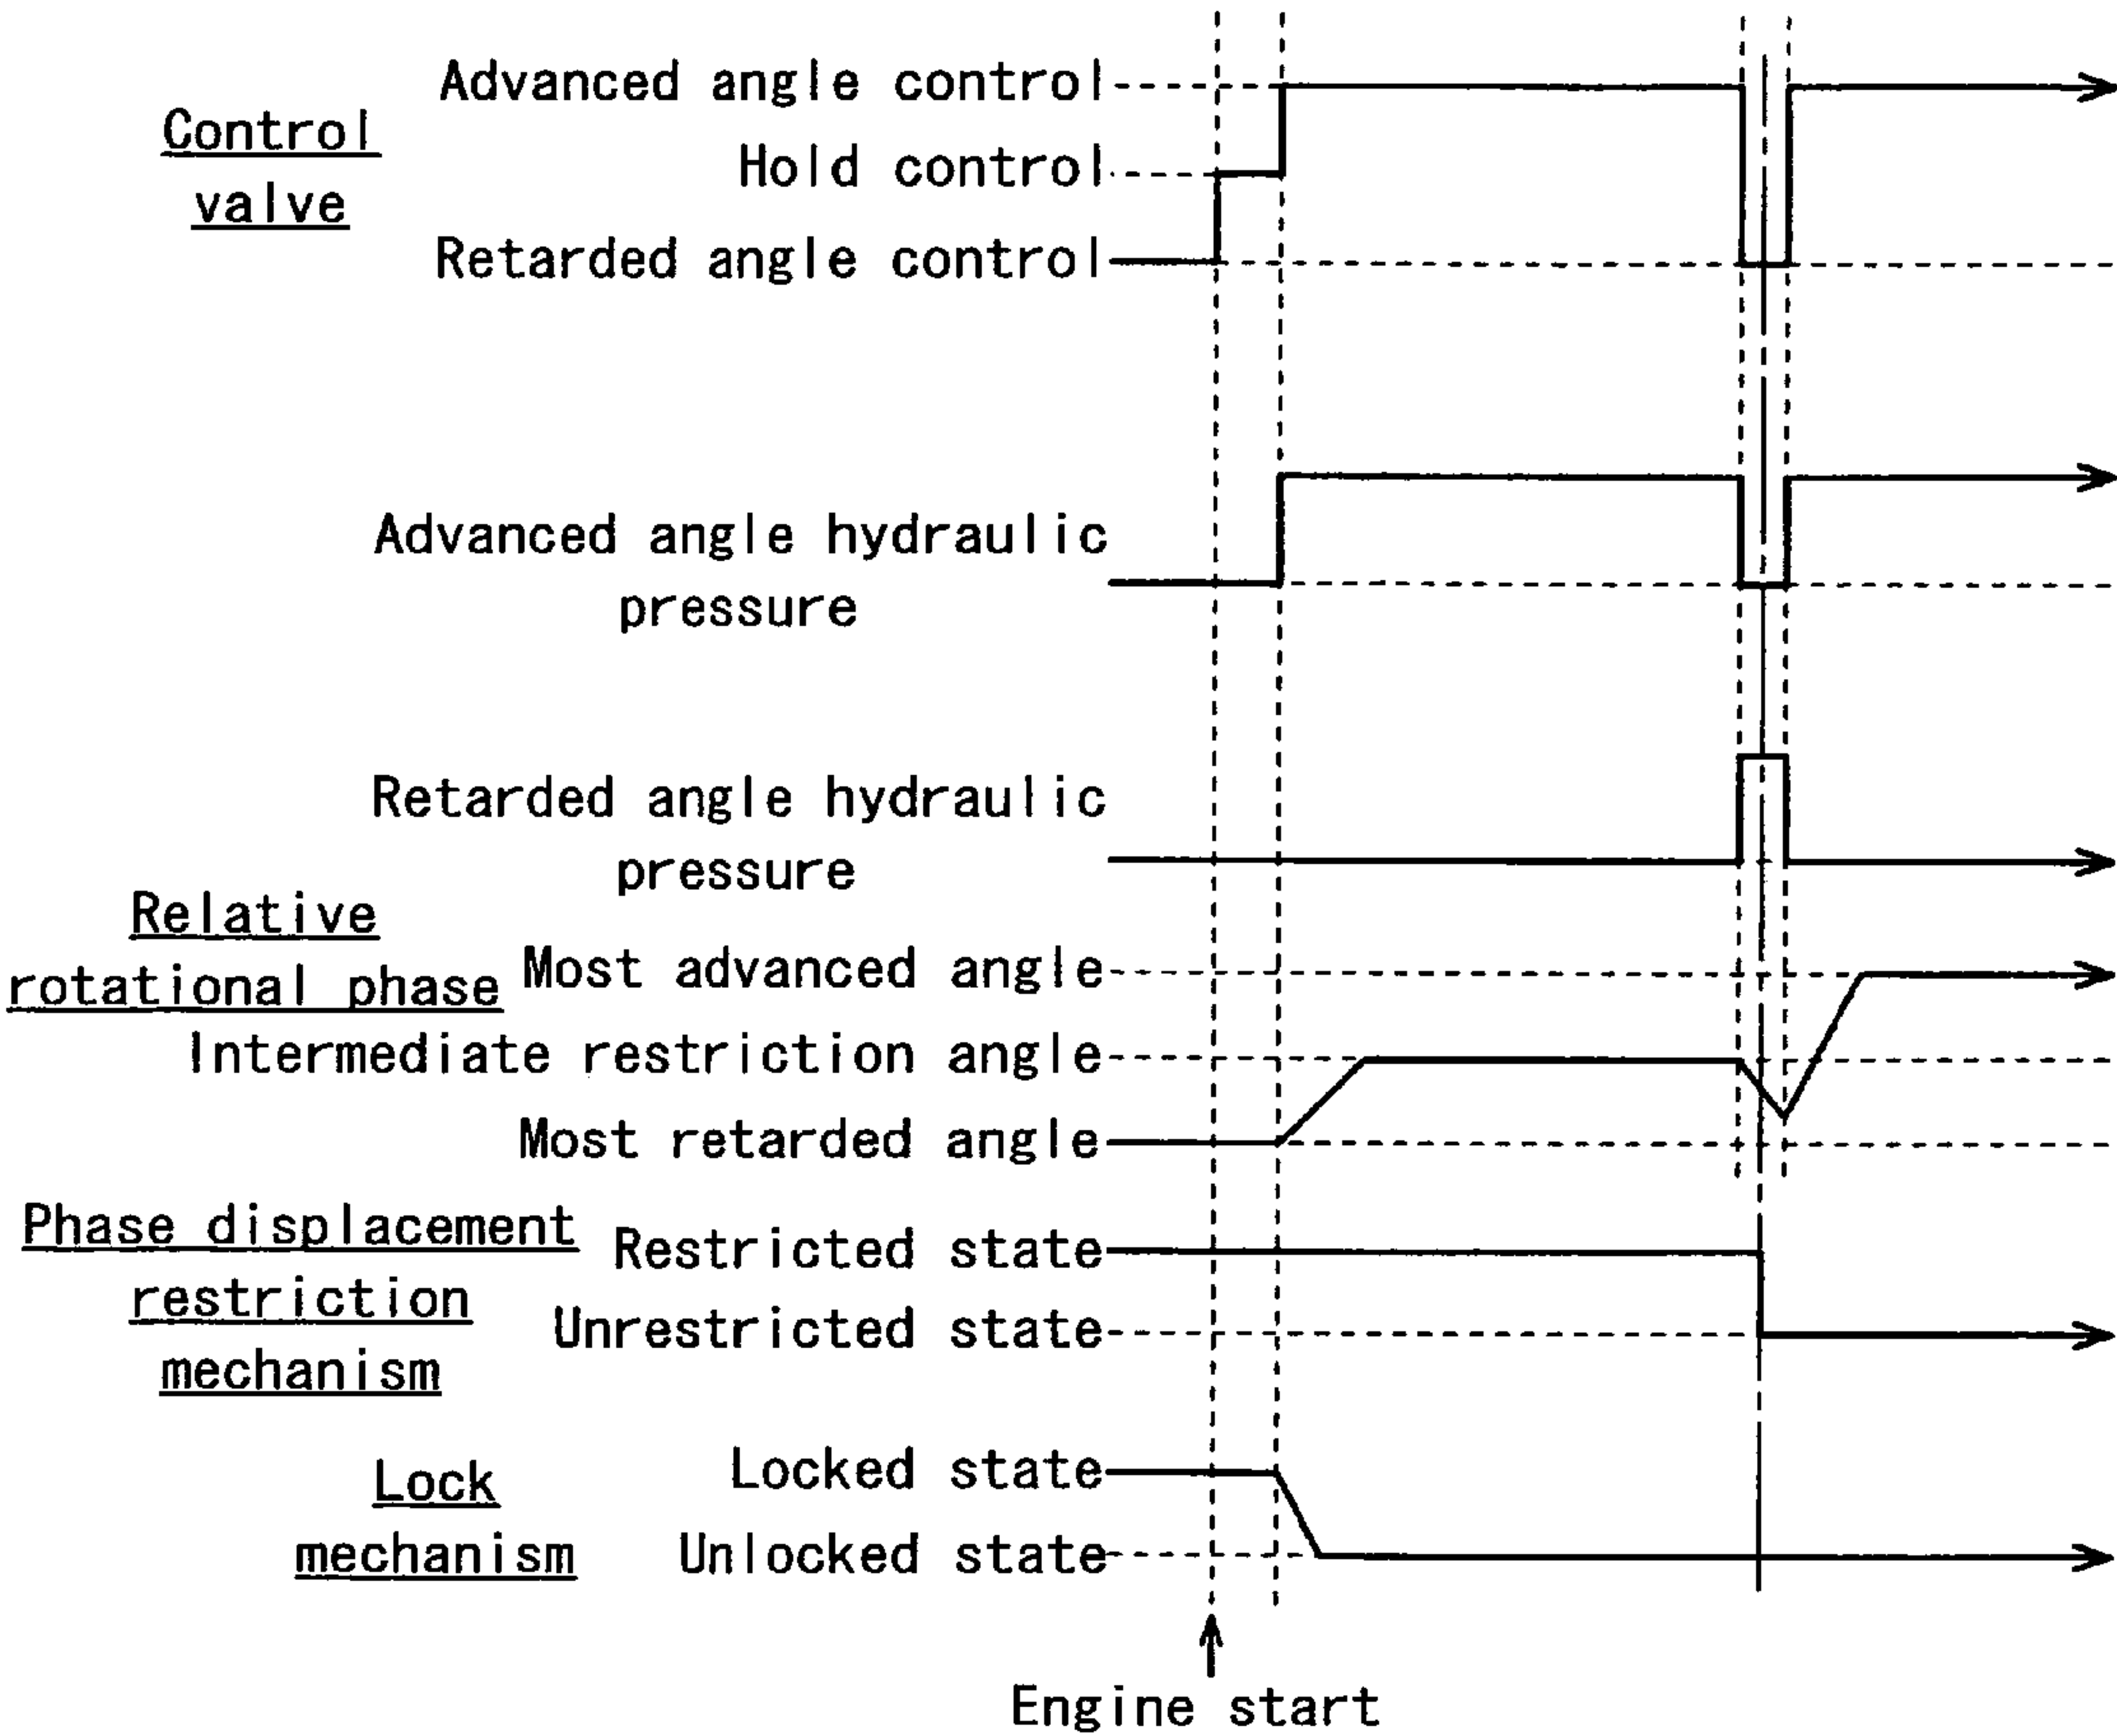 Advanced angle control
Control
valve
Hold control
Retarded angle control
Advanced angle hydraulic
pressure
Retarded angle hydraulic
pressure
Relative
rotational phase
Most advanced angle
Intermediate restriction angle
Most retarded angle
Phase displacement
restriction
mechanism
Restricted state
Unrestricted state
Lock
mechanism
Locked state
Unlocked state
Engine start